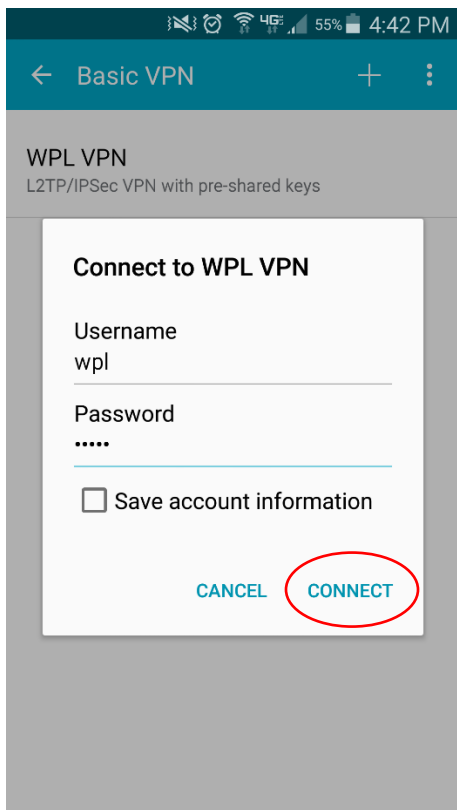 4G 55% 4:42 PM
Basic VPN
WPL VPN
L2TP/IPSec VPN with pre-shared keys
Connect to WPL VPN
Username
wpl
Password
•••••
Save account information
CANCEL CONNECT